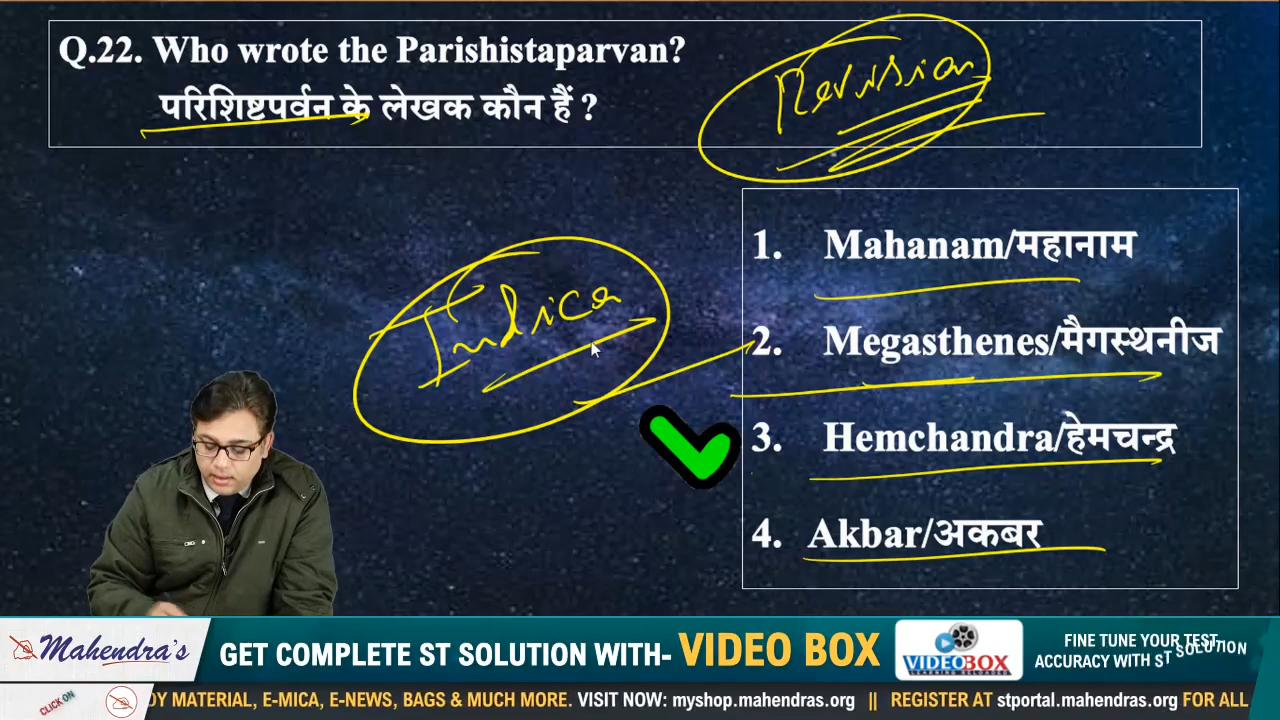 Q.22. Who wrote the Parishistaparvan?
परिशिष्टपर्वन के लेखक कौन हैं ?
Revision
Indica
1. Mahanam/महानाम
2. Megasthenes/मैगस्थनीज
3. Hemchandra/हेमचन्द्र
4. Akbar/अकबर
Mahendra's
GET COMPLETE ST SOLUTION WITH- VIDEO BOX
VIDEOBOX
LEARNING RELOADED
FINE TUNE YOUR TEST-
ACCURACY WITH ST SOLUTION
CLICK ON
DY MATERIAL, E-MICA, E-NEWS, BAGS & MUCH MORE. VISIT NOW: myshop.mahendras.org || REGISTER AT stportal.mahendras.org FOR ALL